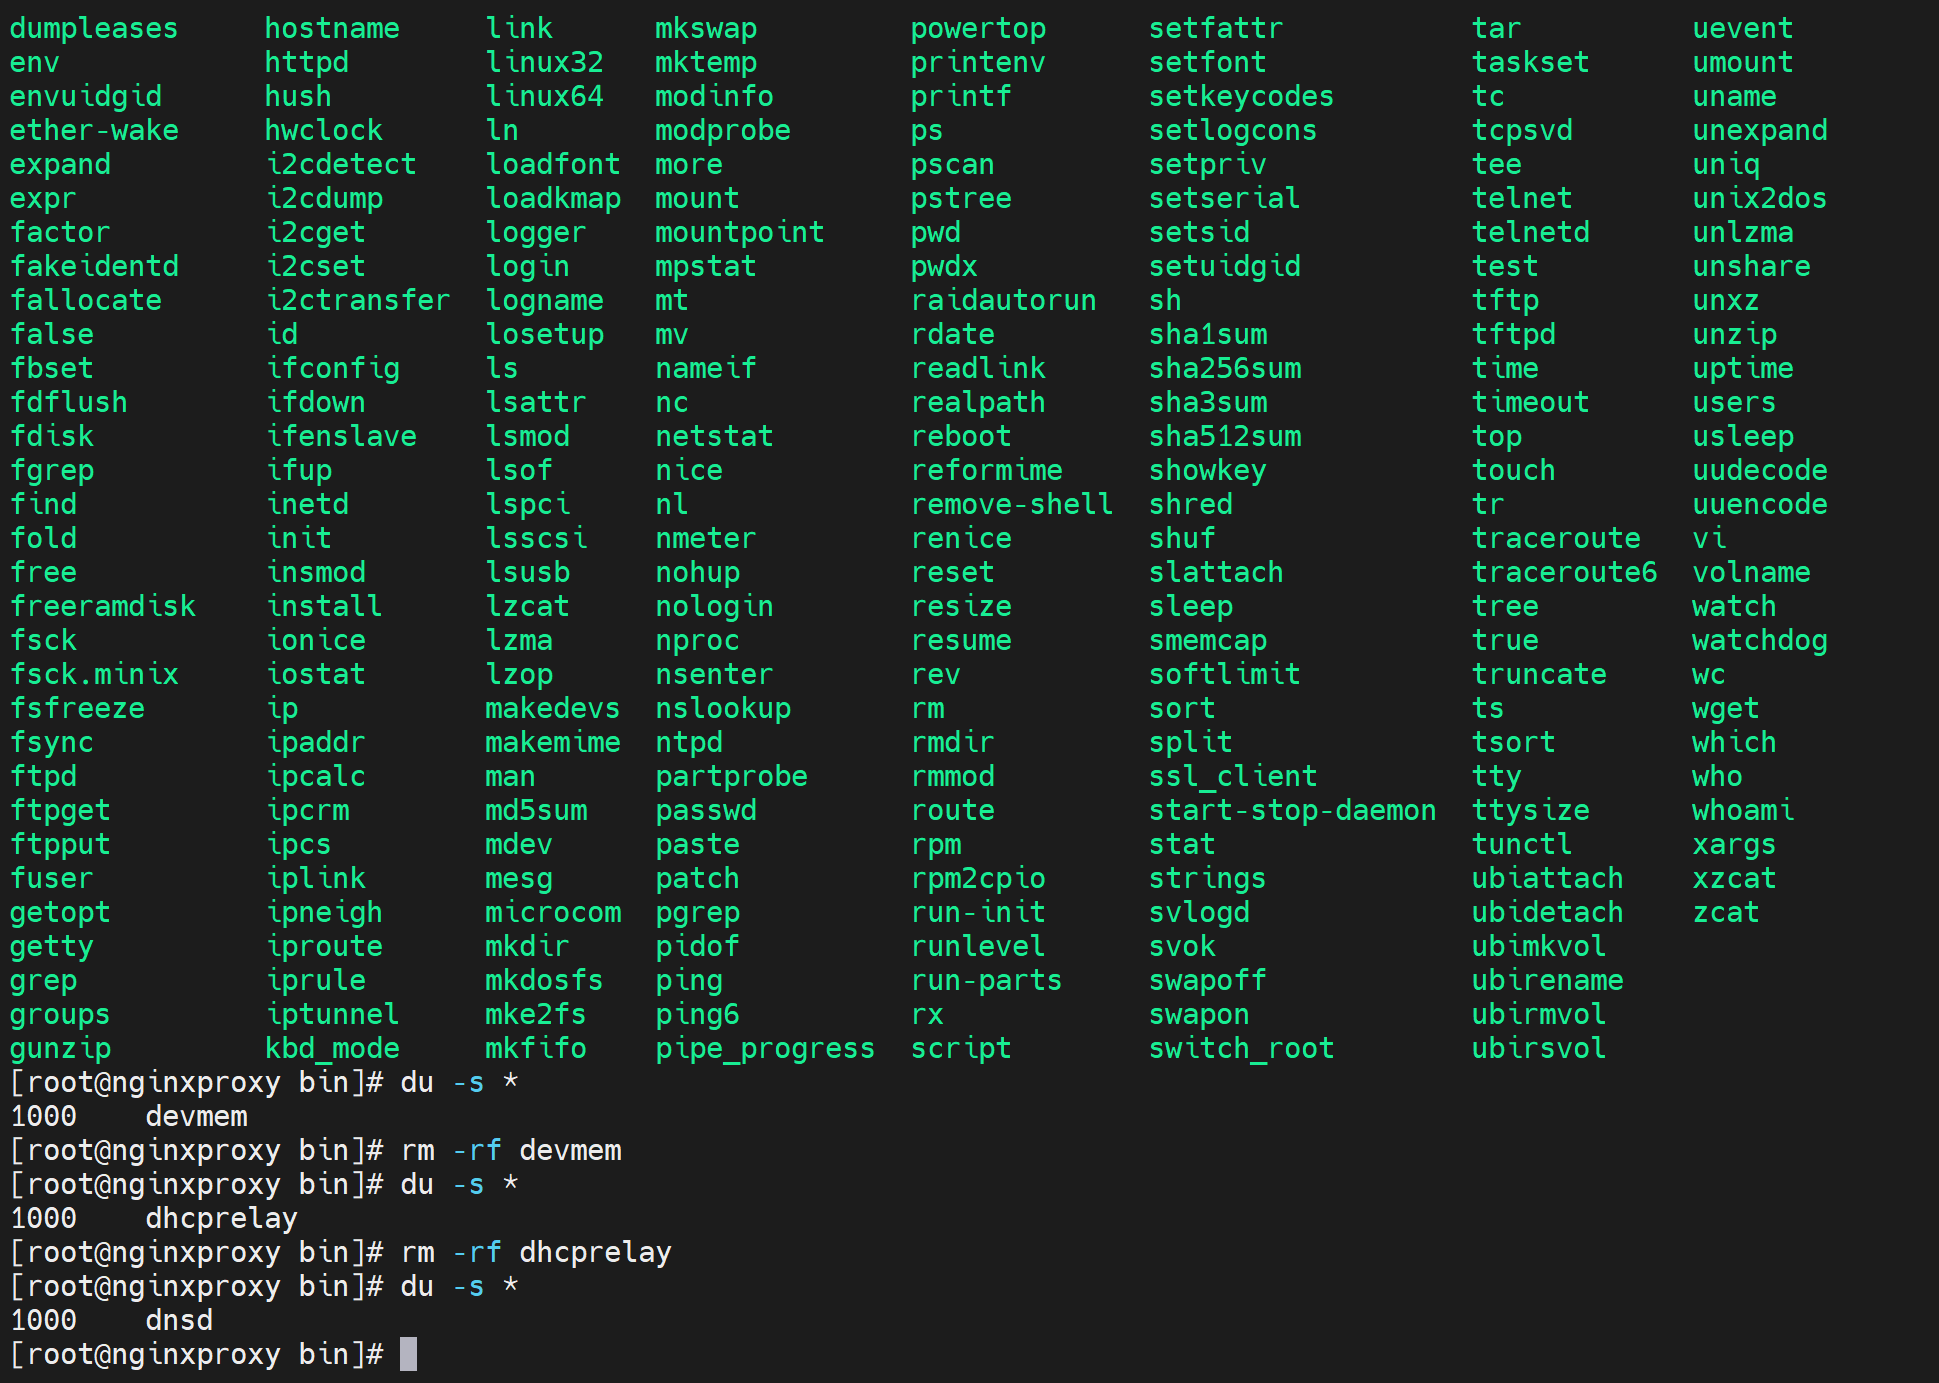 dumpleases hostname link mkswap powertop setfattr tar uevent
env httpd linux32 mktemp printenv setfont taskset umount
envuidgid hush linux64 modinfo printf setkeycodes tc uname
ether-wake hwclock ln modprobe ps setlogcons tcpsvd unexpand
expand i2cdetect loadfont more pscan setpriv tee uniq
expr i2cdump loadkmap mount pstree setserial telnet unix2dos
factor i2cget logger mountpoint pwd setsid telnetd unlzma
fakeidentd i2cset login mpstat pwdx setuidgid test unshare
fallocate i2ctransfer logname mt raidautorun sh tftp unxz
false id losetup mv rdate sha1sum tftpd unzip
fbset ifconfig ls nameif readlink sha256sum time uptime
fdflush ifdown lsattr nc realpath sha3sum timeout users
fdisk ifenslave lsmod netstat reboot sha512sum top usleep
fgrep ifup lsof nice reformime showkey touch uudecode
find inetd lspci nl remove-shell shred tr uuencode
fold init lsscsi nmeter renice shuf traceroute vi
free insmod lsusb nohup reset slattach traceroute6 volname
freeramdisk install lzcat nologin resize sleep tree watch
fsck ionice lzma nproc resume smemcap true watchdog
fsck.minix iostat lzop nsenter rev softlimit truncate wc
fsfreeze ip makedevs nslookup rm sort ts wget
fsync ipaddr makemime ntpd rmdir split tsort which
ftpd ipcalc man partprobe rmmod ssl_client tty who
ftpget ipcrm md5sum passwd route start-stop-daemon ttysize whoami
ftpput ipcs mdev paste rpm stat tunctl xargs
fuser iplink mesg patch rpm2cpio strings ubiattach xzcat
getopt ipneigh microcom pgrep run-init svlogd ubidetach zcat
getty iproute mkdir pidof runlevel svok ubimkvol
grep iprule mkdosfs ping run-parts swapoff ubirename
groups iptunnel mke2fs ping6 rx swapon ubirmvol
gunzip kbd_mode mkfifo pipe_progress script switch_root ubirsvol
[root@nginxproxy bin]# du -s *
1000 devmem
[root@nginxproxy bin]# rm -rf devmem
[root@nginxproxy bin]# du -s *
1000 dhcprelay
[root@nginxproxy bin]# rm -rf dhcprelay
[root@nginxproxy bin]# du -s *
1000 dnsd
[root@nginxproxy bin]#